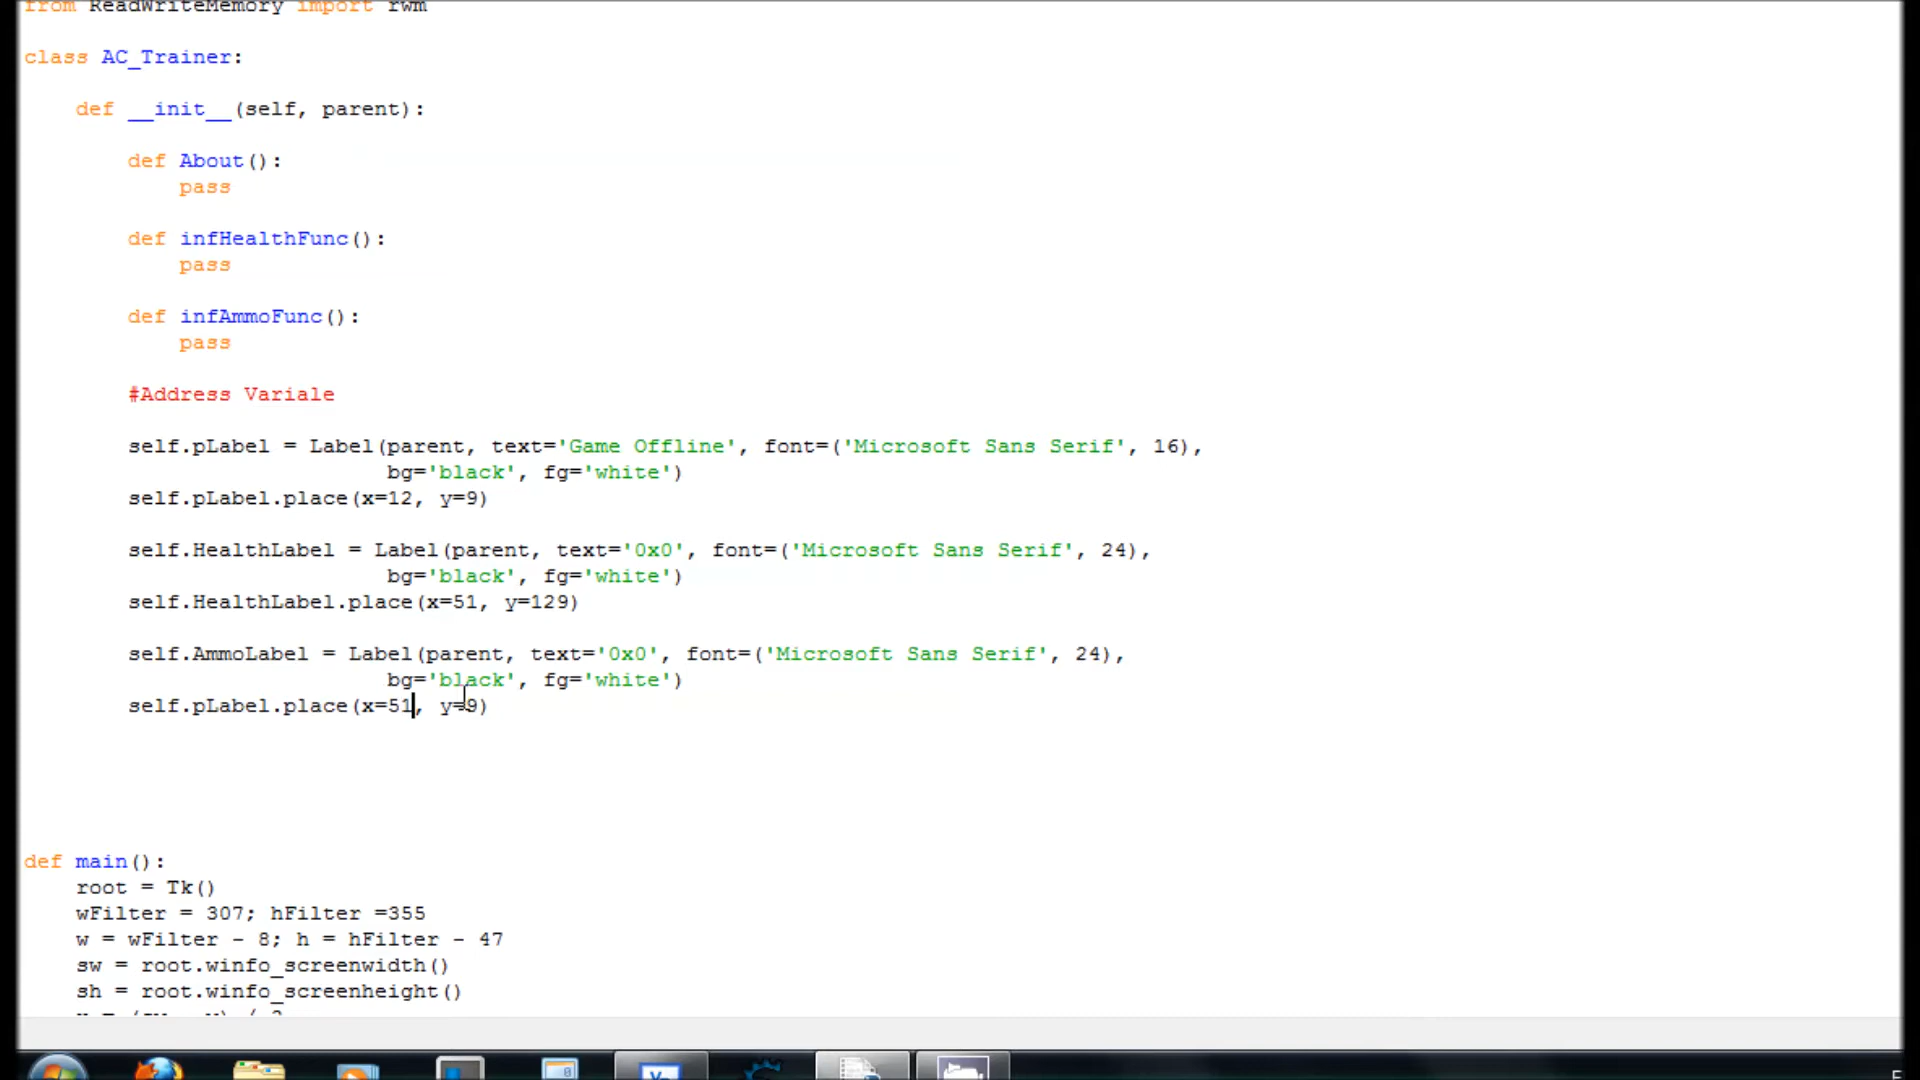 from ReadWriteMemory import rwm
class AC_Trainer:
def __init__(self, parent):
def About():
pass
def infHealthFunc():
pass
def infAmmoFunc():
pass
#Address Variale
self.pLabel = Label(parent, text='Game Offline', font=('Microsoft Sans Serif', 16),
bg='black', fg='white')
self.pLabel.place(x=12, y=9)
self.HealthLabel = Label(parent, text='0x0', font=('Microsoft Sans Serif', 24),
bg='black', fg='white')
self.HealthLabel.place(x=51, y=129)
self.AmmoLabel = Label(parent, text='0x0', font=('Microsoft Sans Serif', 24),
bg='black', fg='white')
self.pLabel.place(x=51, y=9)
def main():
root = Tk()
wFilter = 307; hFilter =355
w = wFilter - 8; h = hFilter - 47
sw = root.winfo_screenwidth()
sh = root.winfo_screenheight()